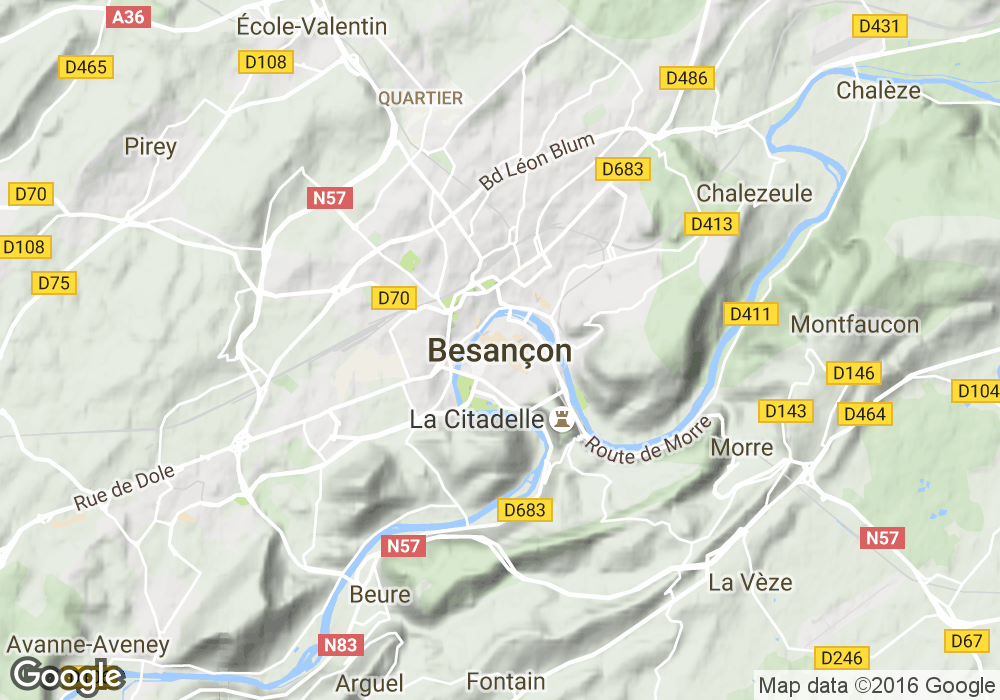 A36
École-Valentin
D431
D465
D108
D486
QUARTIER
Chalèze
Pirey
Bd Léon Blum
D683
D70
N57
Chalezeule
D413
D108
D75
D70
D411
Montfaucon
Besançon
D146
D104
D143
D464
La Citadelle
Route de Morre
Morre
Rue de Dole
D683
N57
N57
Beure
La Vèze
Avanne-Aveney
N83
D67
D246
Google
Arguel
Fontain
Map data ©2016 Google